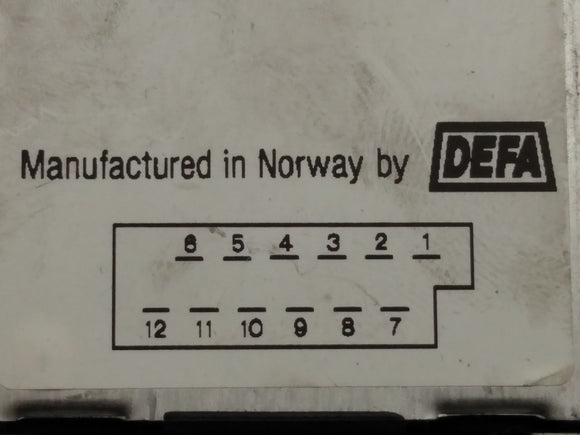 Manufactured in Norway by DEFA
6 5 4 3 2 1
12 11 10 9 8 7